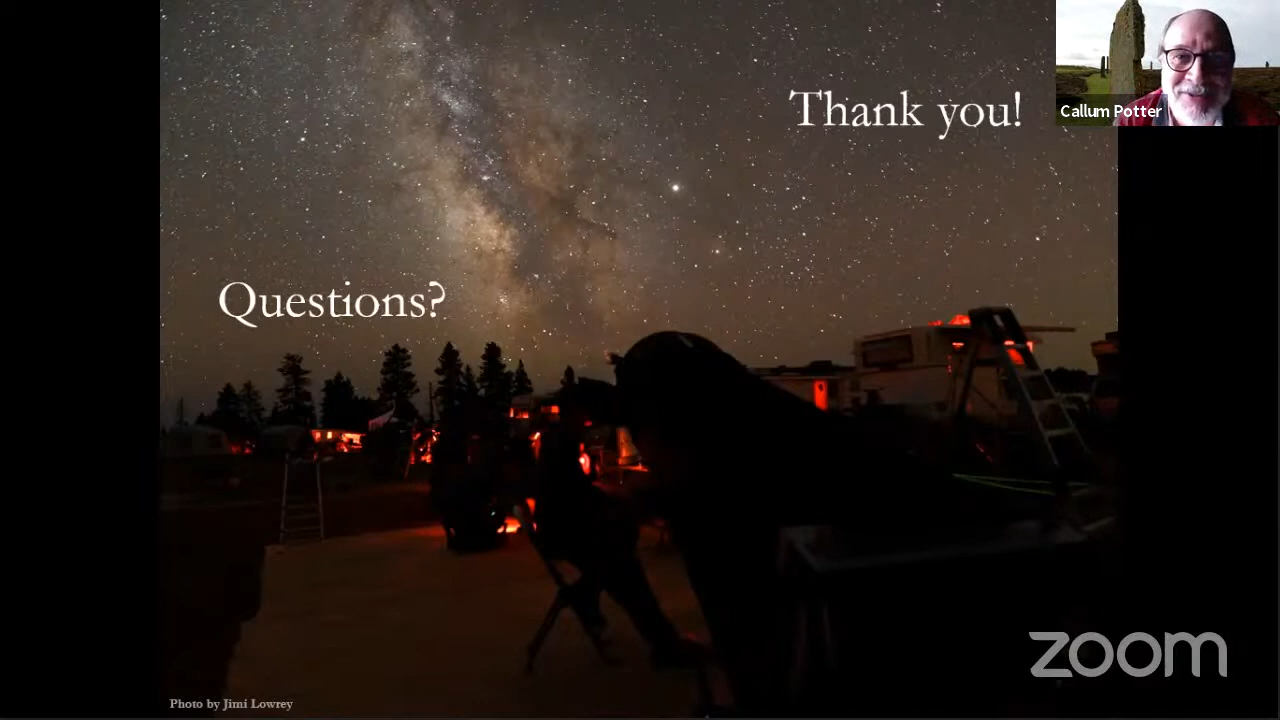 Thank you!
Callum Potter
Questions?
zoom
Photo by Jimi Lowrey